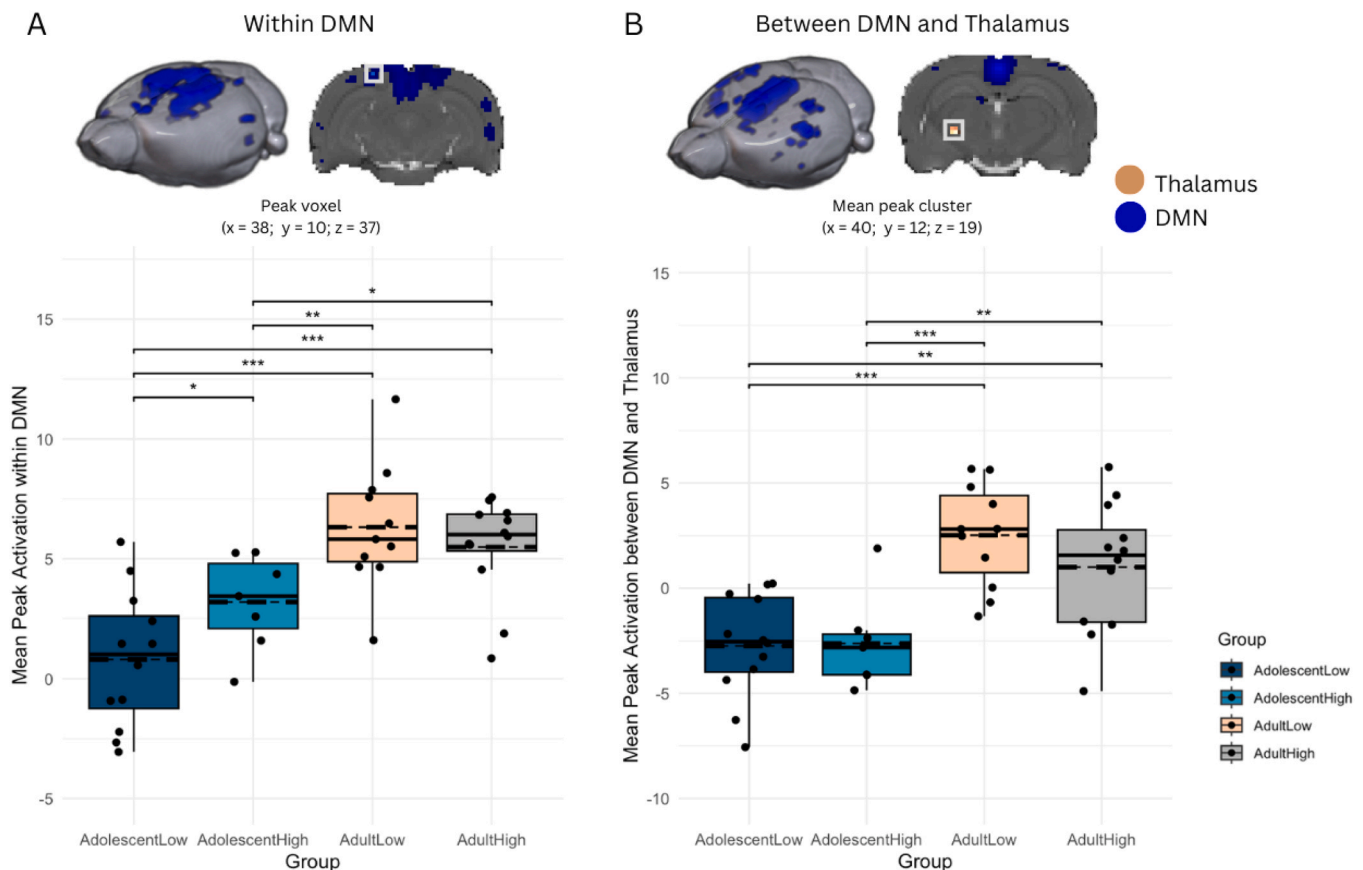 A
Within DMN
Peak voxel
(x = 38; y = 10; z = 37)
Mean Peak Activation within DMN
15
10
5
0
-5
*
**
***
***
*
AdolescentLow
AdolescentHigh
AdultLow
AdultHigh
Group
B
Between DMN and Thalamus
Thalamus
DMN
Mean peak cluster
(x = 40; y = 12; z = 19)
Mean Peak Activation between DMN and Thalamus
15
10
5
0
-5
-10
**
***
**
***
AdolescentLow
AdolescentHigh
AdultLow
AdultHigh
Group
Group
AdolescentLow
AdolescentHigh
AdultLow
AdultHigh